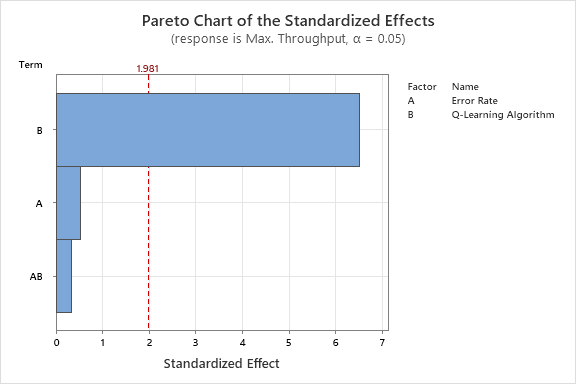 Pareto Chart of the Standardized Effects
(response is Max. Throughput, α = 0.05)
Term
1.981
Factor Name
A Error Rate
B Q-Learning Algorithm
B
A
AB
0 1 2 3 4 5 6 7
Standardized Effect